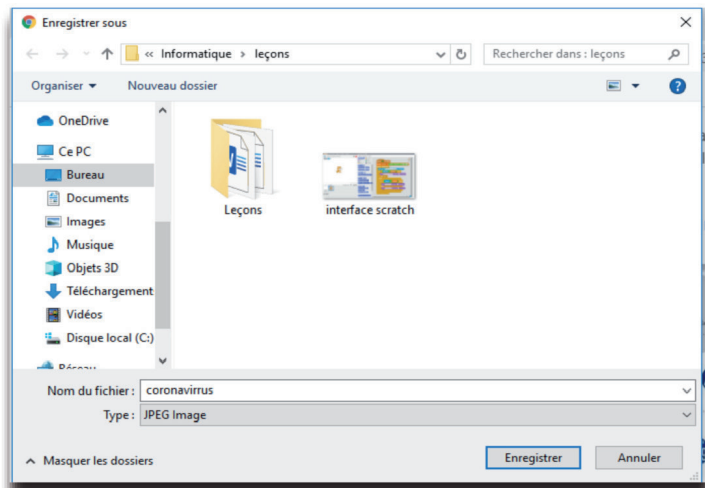 Enregistrer sous
« Informatique › leçons
Rechercher dans : leçons
Organiser
Nouveau dossier
OneDrive
Ce PC
Bureau
Documents
Images
Musique
Objets 3D
Téléchargement
Vidéos
Disque local (C:)
Réseau
Leçons
interface scratch
Nom du fichier : coronavirrus
Type : JPEG Image
Masquer les dossiers
Enregistrer
Annuler